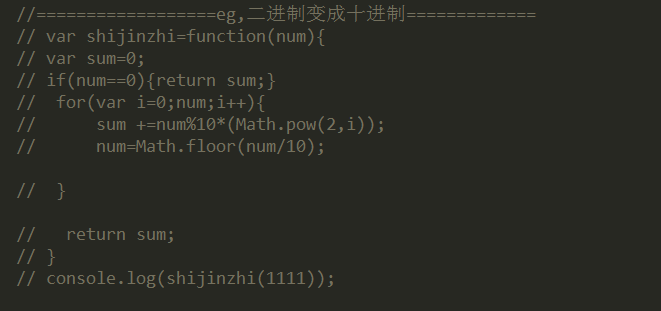 //==================eg,二进制变成十进制=============
// var shijinzhi=function(num){
// var sum=0;
// if(num==0){return sum;}
//  for(var i=0;num;i++){
//      sum +=num%10*(Math.pow(2,i));
//      num=Math.floor(num/10);
//  }
//   return sum;
// }
// console.log(shijinzhi(1111));